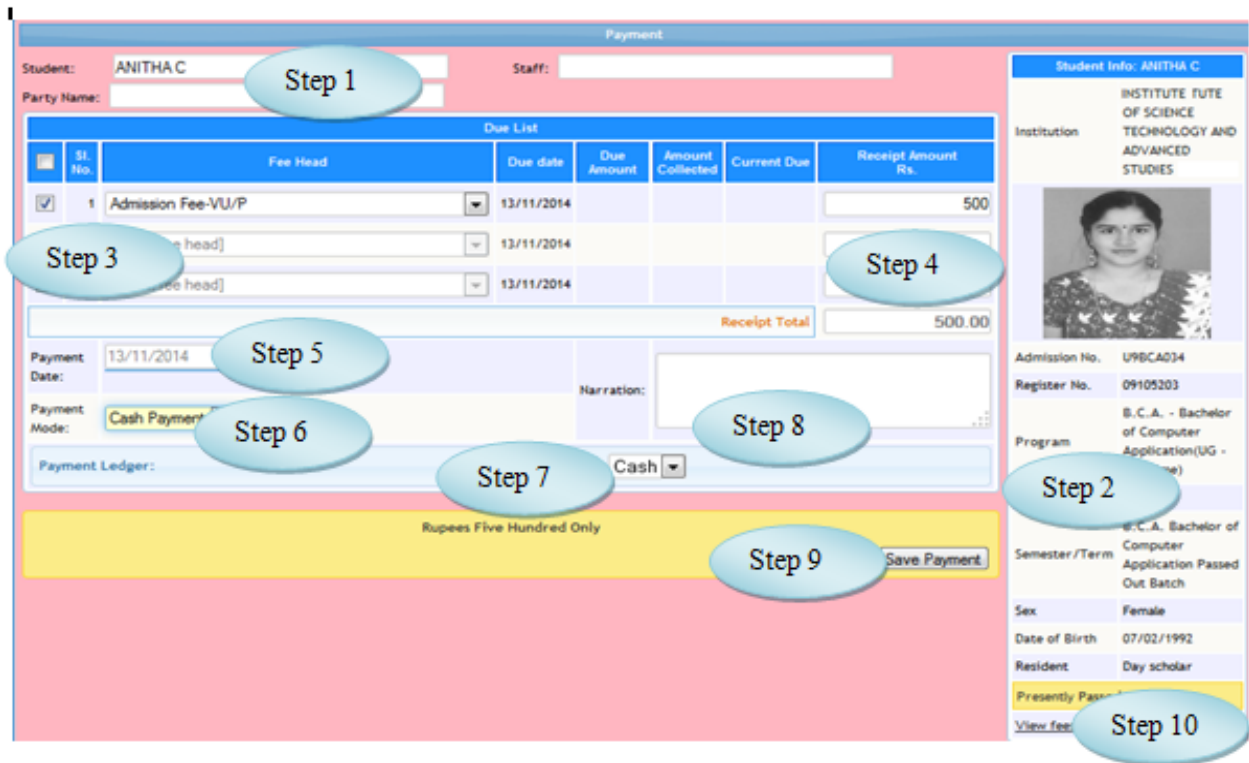 Payment
Student: ANITHA C Step 1 Staff:
Party Name:
Due List
Sl. No. Fee Head Due date Due Amount Amount Collected Current Due Receipt Amount Rs.
1 Admission Fee-VU/P 13/11/2014 500
Step 3 head] 13/11/2014 Step 4
head] 13/11/2014
Receipt Total 500.00
Payment Date: 13/11/2014 Step 5 Narration:
Payment Mode: Cash Payment Step 6 Step 8
Payment Ledger: Step 7 Cash
Rupees Five Hundred Only
Step 9 Save Payment
Student Info: ANITHA C
Institution INSTITUTE TUTE
OF SCIENCE
TECHNOLOGY AND
ADVANCED
STUDIES
Admission No. U9BCA034
Register No. 09105203
Program B.C.A. - Bachelor
of Computer
Application(UG -
Step 2
Semester/Term B.C.A. Bachelor of
Computer
Application Passed
Out Batch
Sex Female
Date of Birth 07/02/1992
Resident Day scholar
Presently
View Step 10